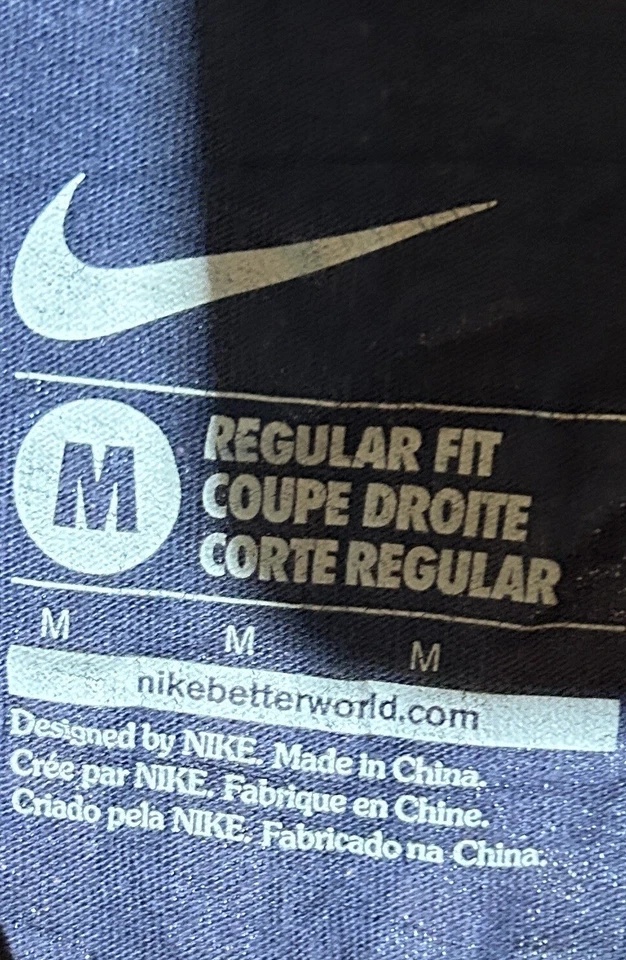 M
REGULAR FIT
COUPE DROITE
CORTE REGULAR
M M M
nikebetterworld.com
Designed by NIKE. Made in China.
Crée par NIKE. Fabrique en Chine.
Criado pela NIKE. Fabricado na China.